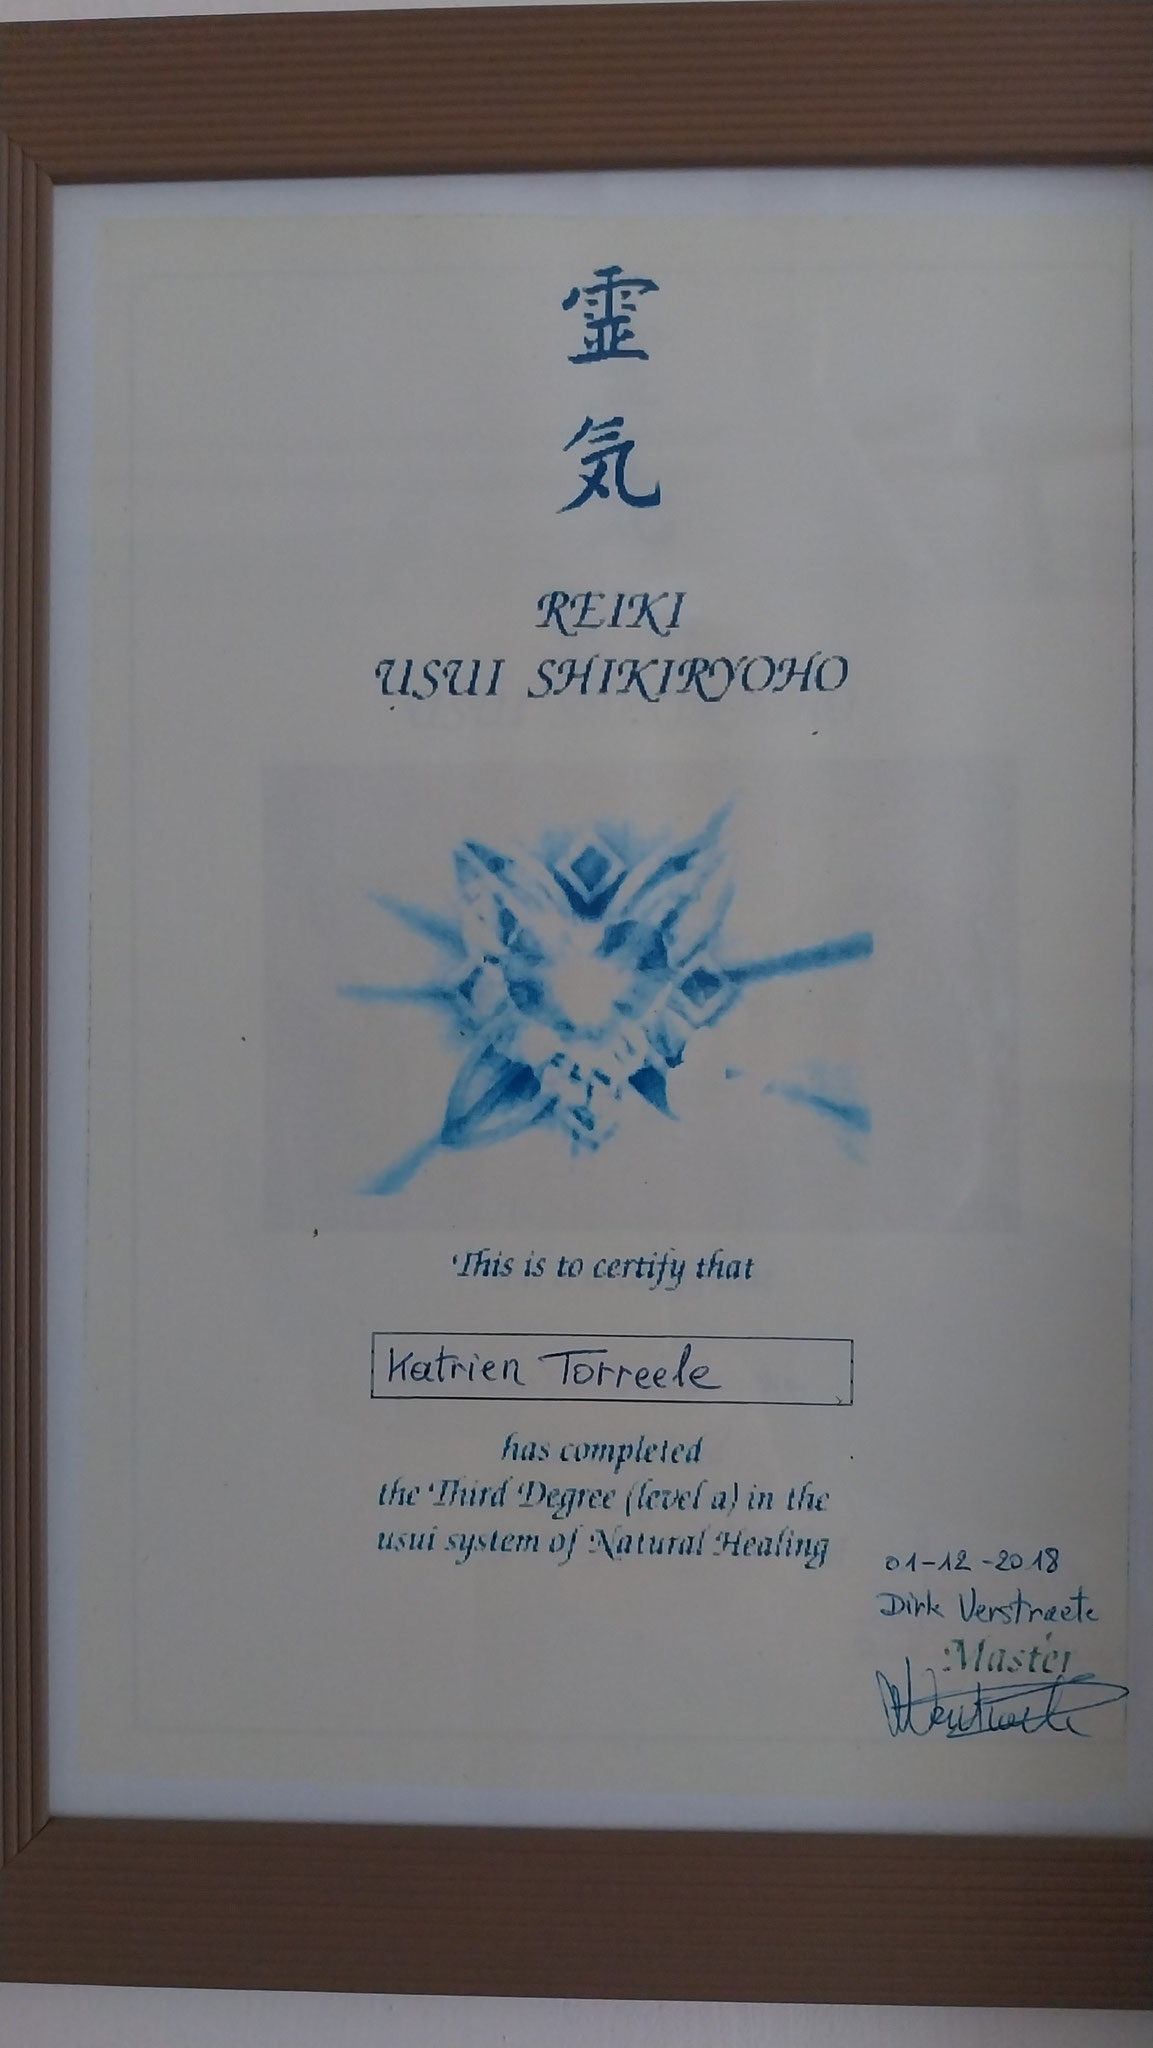 靈
気
REIKI
USUI SHIKIRYOHO
This is to certify that
Katrien Torreele
has completed
the Third Degree (level a) in the
usui system of Natural Healing
01-12-2018
Dirk Verstraete
Master